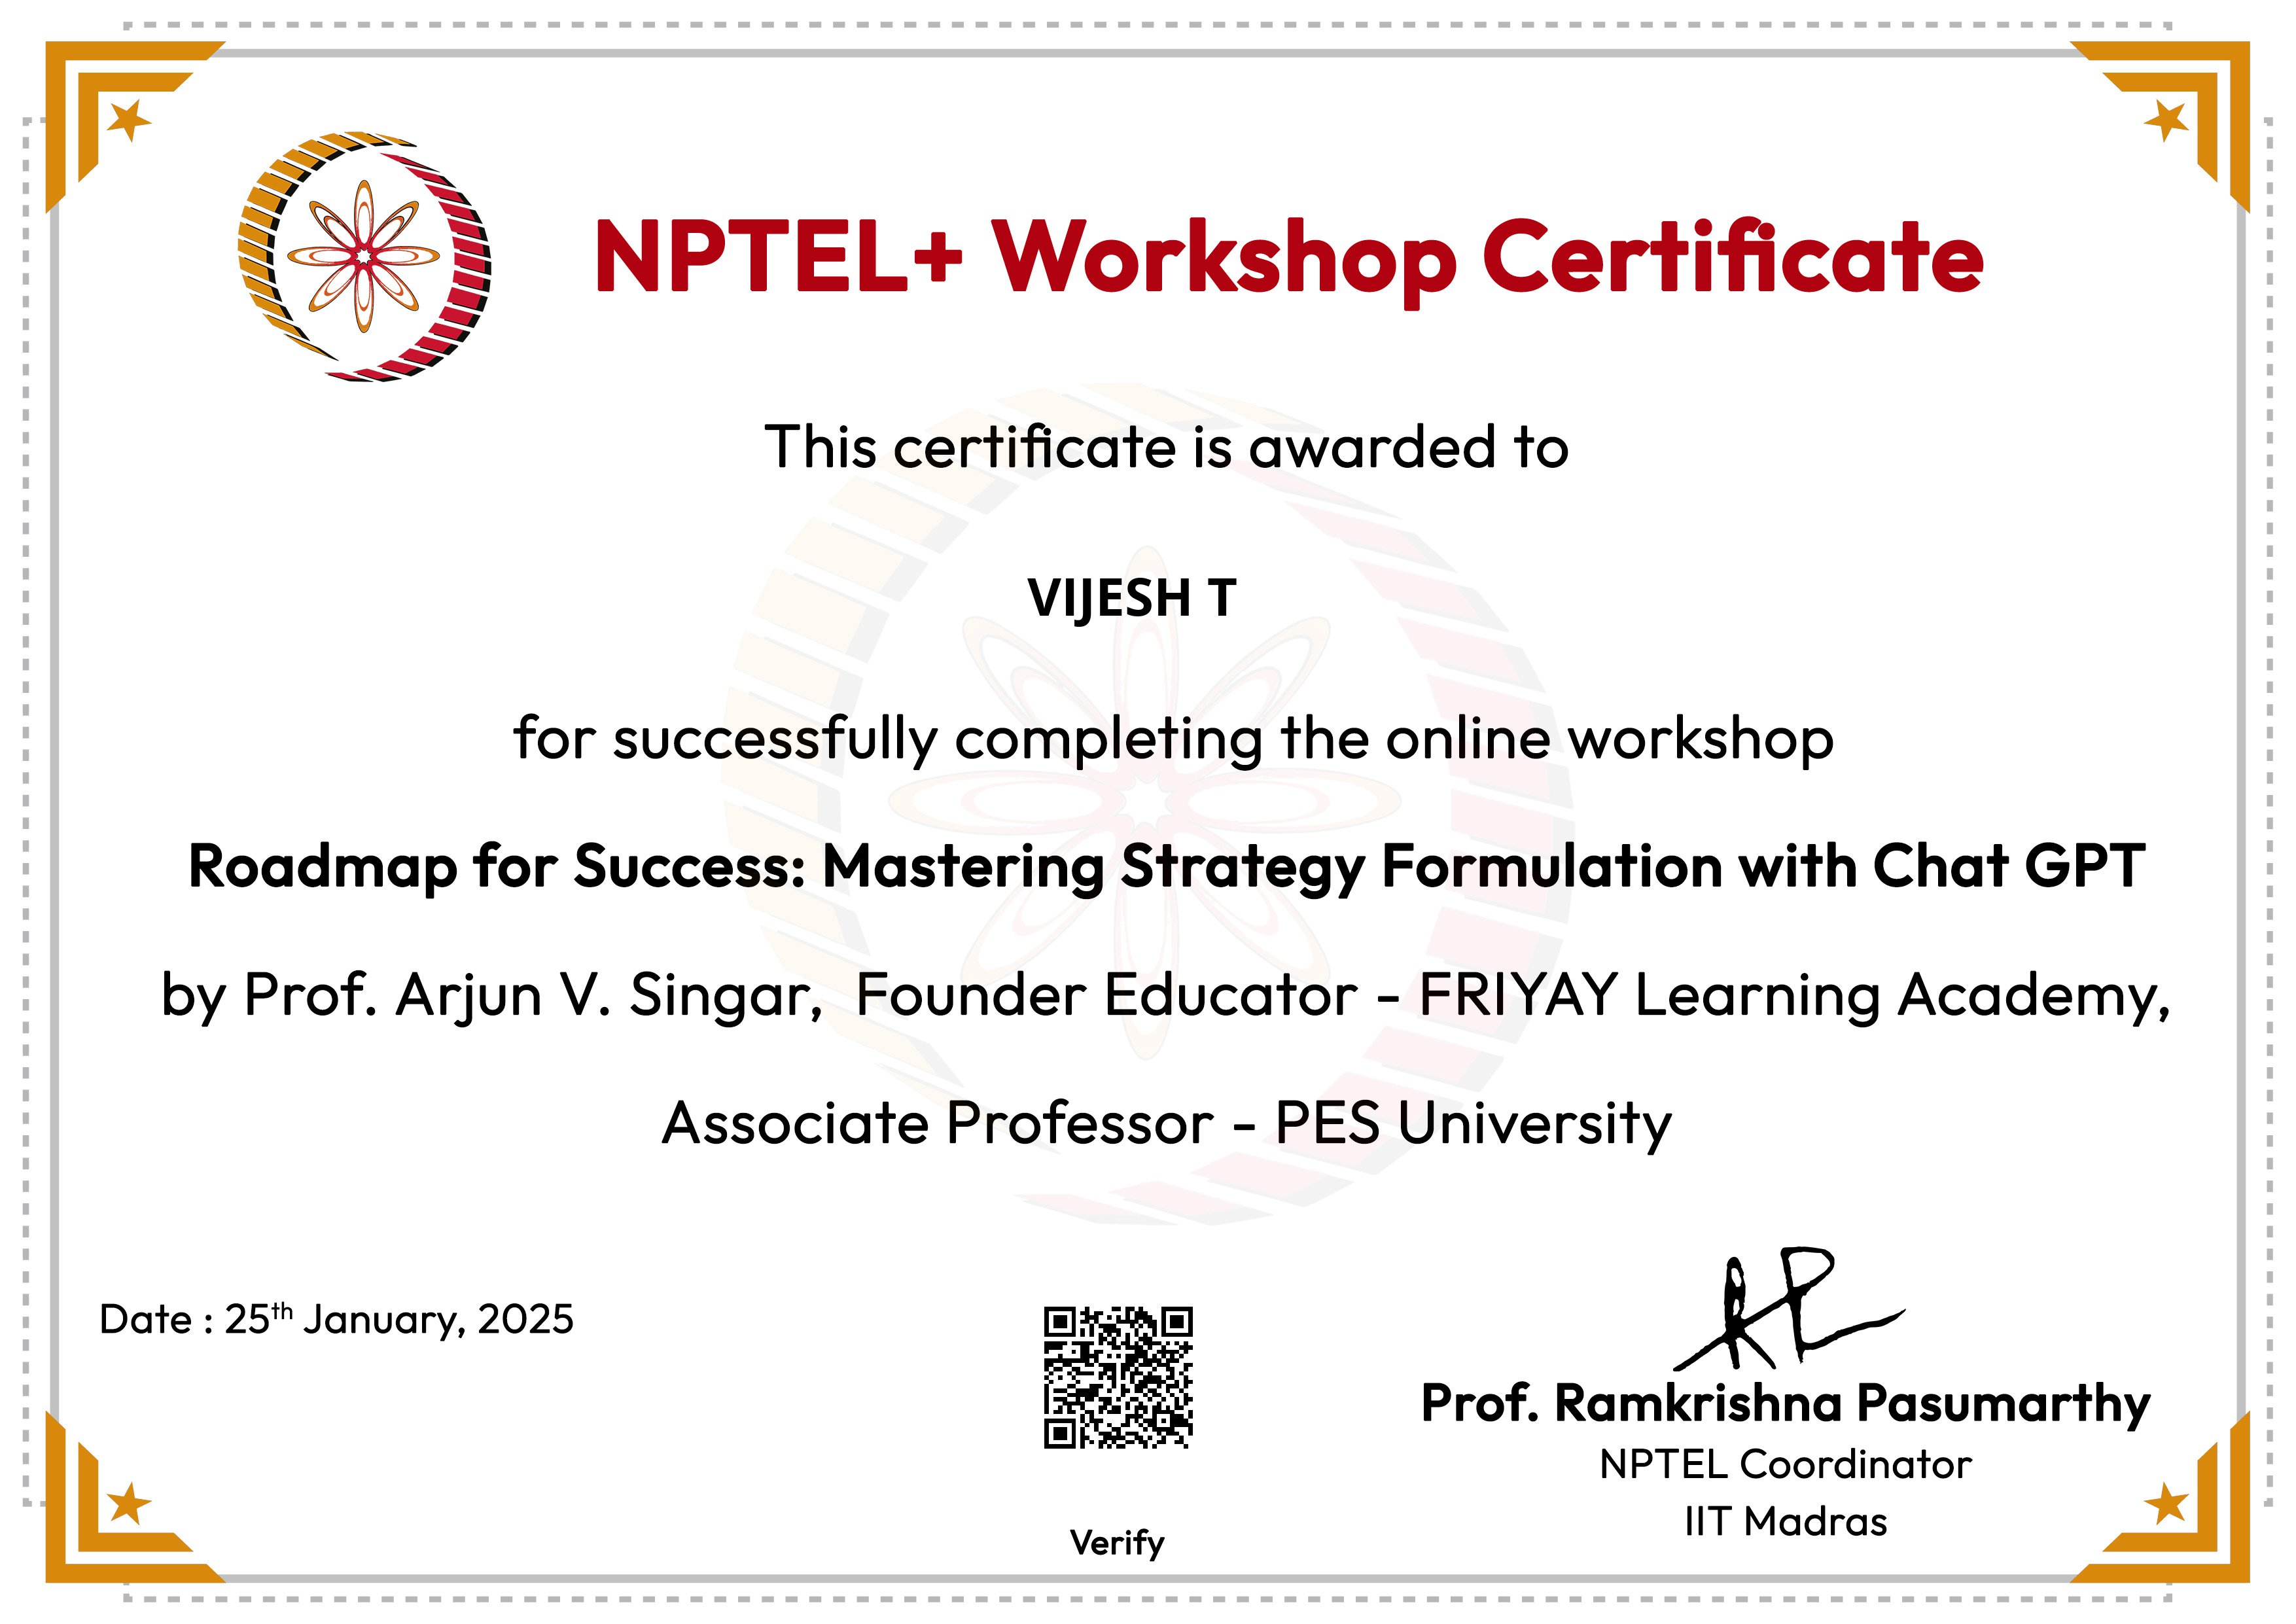 NPTEL+ Workshop Certificate
This certificate is awarded to
VIJESH T
for successfully completing the online workshop
Roadmap for Success: Mastering Strategy Formulation with Chat GPT
by Prof. Arjun V. Singar, Founder Educator - FRIYAY Learning Academy,
Associate Professor - PES University
Date : 25th January, 2025
Prof. Ramkrishna Pasumarthy
NPTEL Coordinator
IIT Madras
Verify